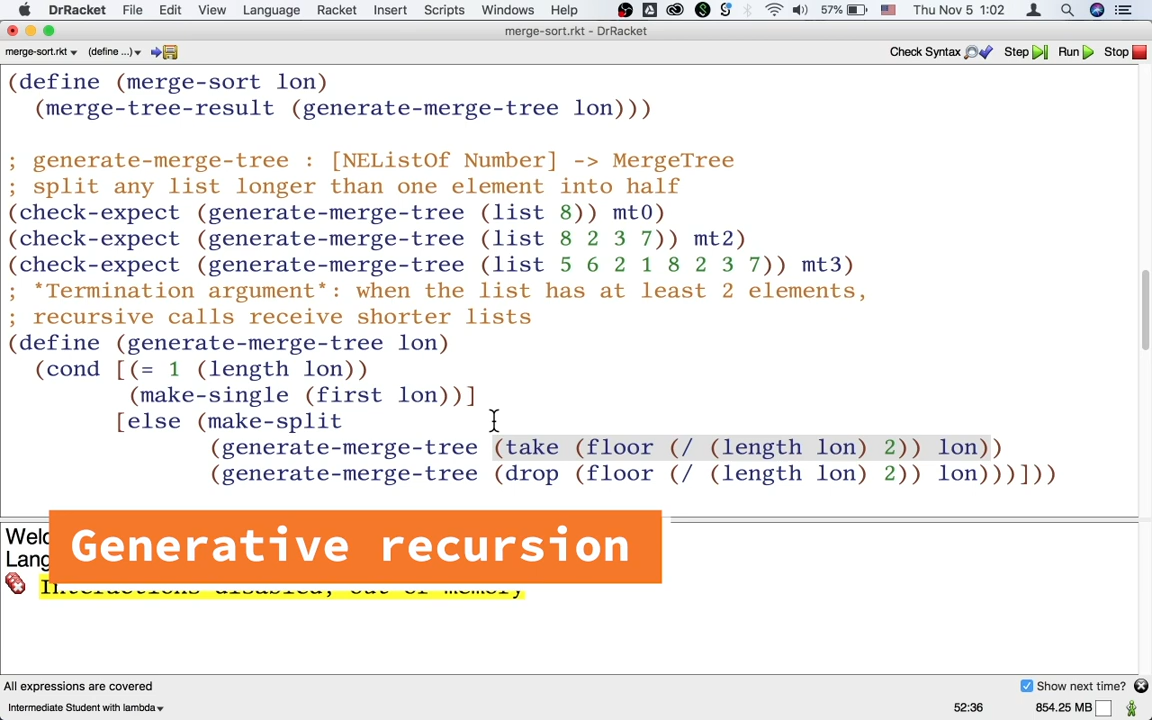 DrRacket File Edit View Language Racket Insert Scripts Windows Help 57% Thu Nov 5 1:02
merge-sort.rkt - DrRacket
merge-sort.rkt (define ...) Check Syntax Step Run Stop
(define (merge-sort lon)
(merge-tree-result (generate-merge-tree lon)))
; generate-merge-tree : [NEListOf Number] -> MergeTree
; split any list longer than one element into half
(check-expect (generate-merge-tree (list 8)) mt0)
(check-expect (generate-merge-tree (list 8 2 3 7)) mt2)
(check-expect (generate-merge-tree (list 5 6 2 1 8 2 3 7)) mt3)
; *Termination argument*: when the list has at least 2 elements,
; recursive calls receive shorter lists
(define (generate-merge-tree lon)
(cond [(= 1 (length lon))
(make-single (first lon))]
[else (make-split
(generate-merge-tree (take (floor (/ (length lon) 2)) lon))
(generate-merge-tree (drop (floor (/ (length lon) 2)) lon)))]))
Generative recursion
Interactions disabled; out of memory
All expressions are covered Show next time?
Intermediate Student with lambda 52:36 854.25 MB